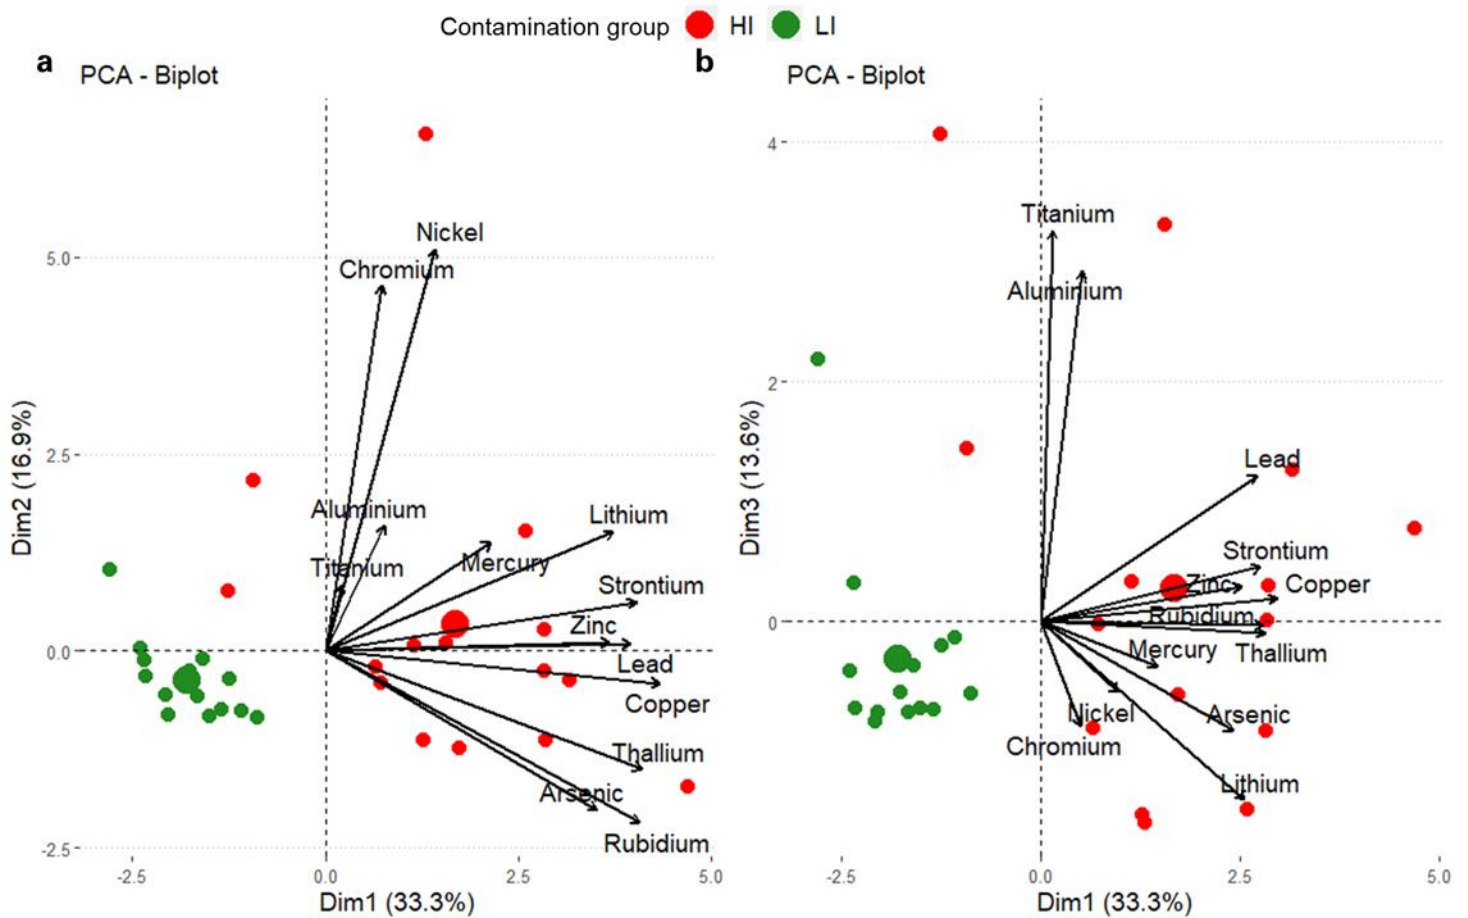 Contamination group HI LI
a
PCA - Biplot
Nickel
Chromium
5.0
2.5
Aluminium
Lithium
Mercury
Titanium
Strontium
Zinc
0.0
Lead
Copper
Thallium
Arsenic
Rubidium
-2.5
-2.5 0.0 2.5 5.0
Dim1 (33.3%)
Dim2 (16.9%)
b
PCA - Biplot
4
Titanium
Aluminium
2
Lead
Strontium
Zinc
Copper
Rubidium
0
Mercury
Thallium
Nickel
Arsenic
Chromium
Lithium
-2.5 0.0 2.5 5.0
Dim1 (33.3%)
Dim3 (13.6%)